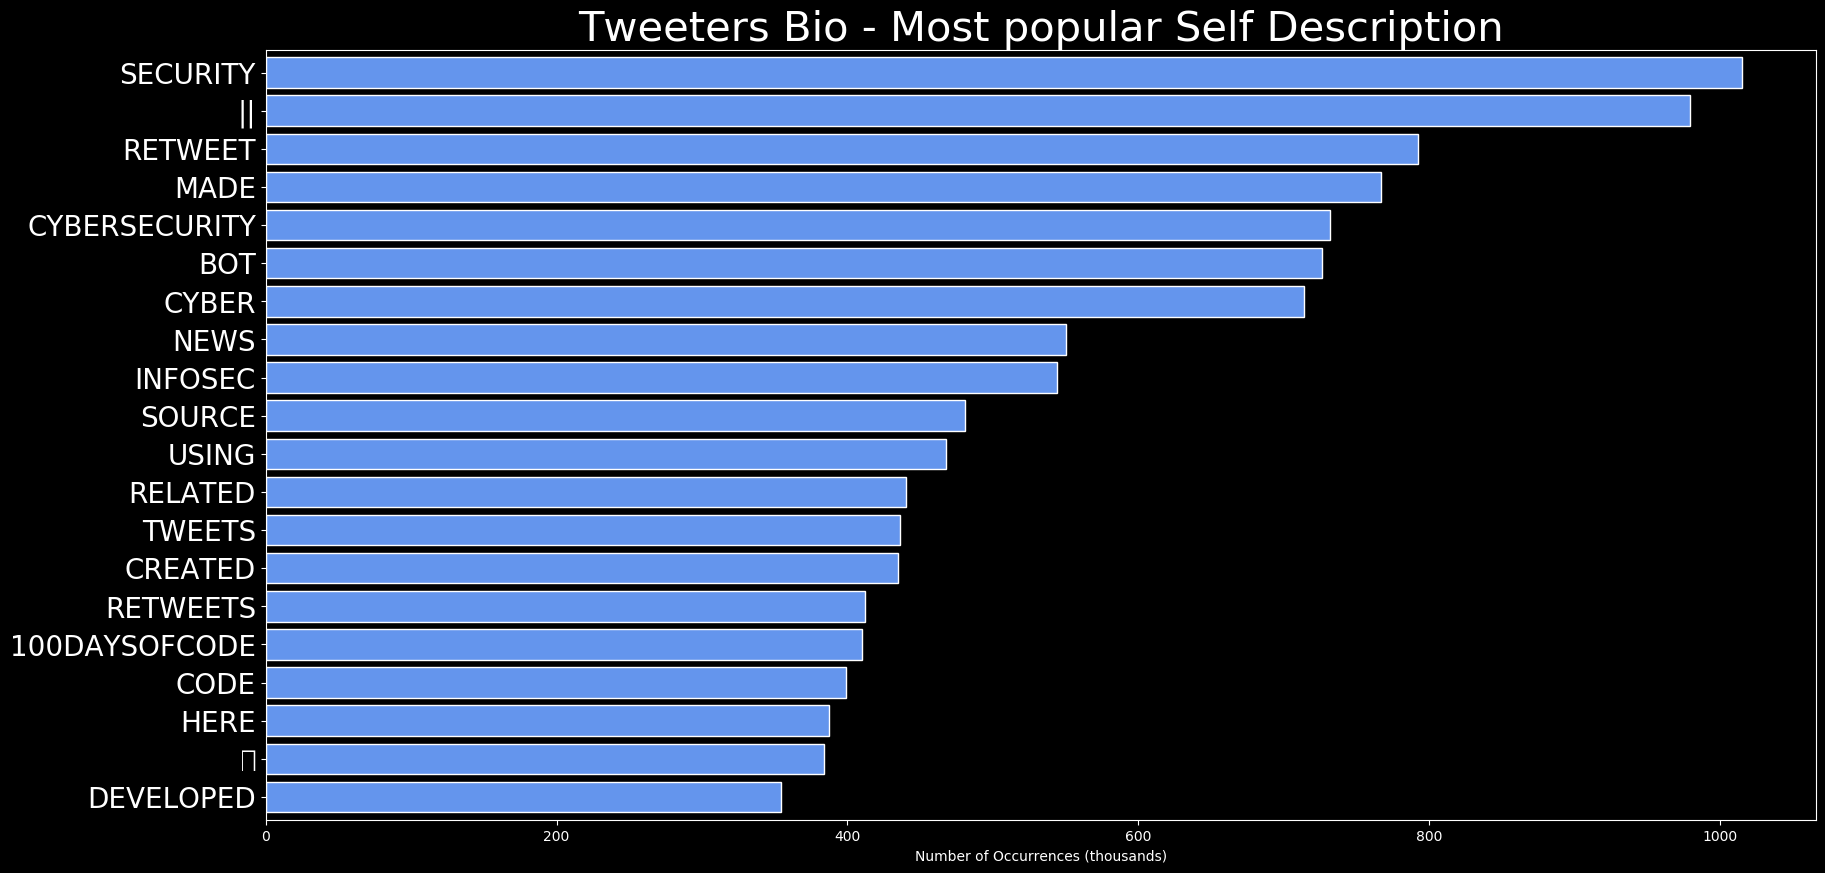 Tweeters Bio - Most popular Self Description
SECURITY
||
RETWEET
MADE
CYBERSECURITY
BOT
CYBER
NEWS
INFOSEC
SOURCE
USING
RELATED
TWEETS
CREATED
RETWEETS
100DAYSOFCODE
CODE
HERE
DEVELOPED
0 200 400 600 800 1000
Number of Occurrences (thousands)